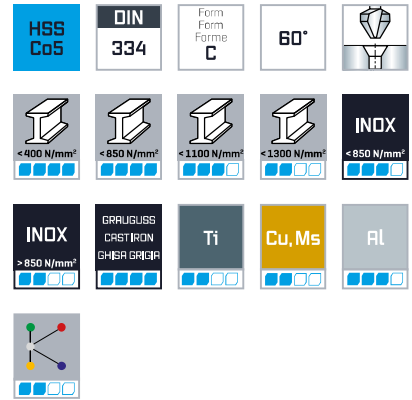 HSS
Co5
DIN
334
Form
Form
Forme
C
60°
<400 N/mm²
<850 N/mm²
<1100 N/mm²
<1300 N/mm²
INOX
<850 N/mm²
INOX
>850 N/mm²
GRAUGUSS
CAST IRON
GHISA GRIGIA
Ti
Cu, Ms
Al